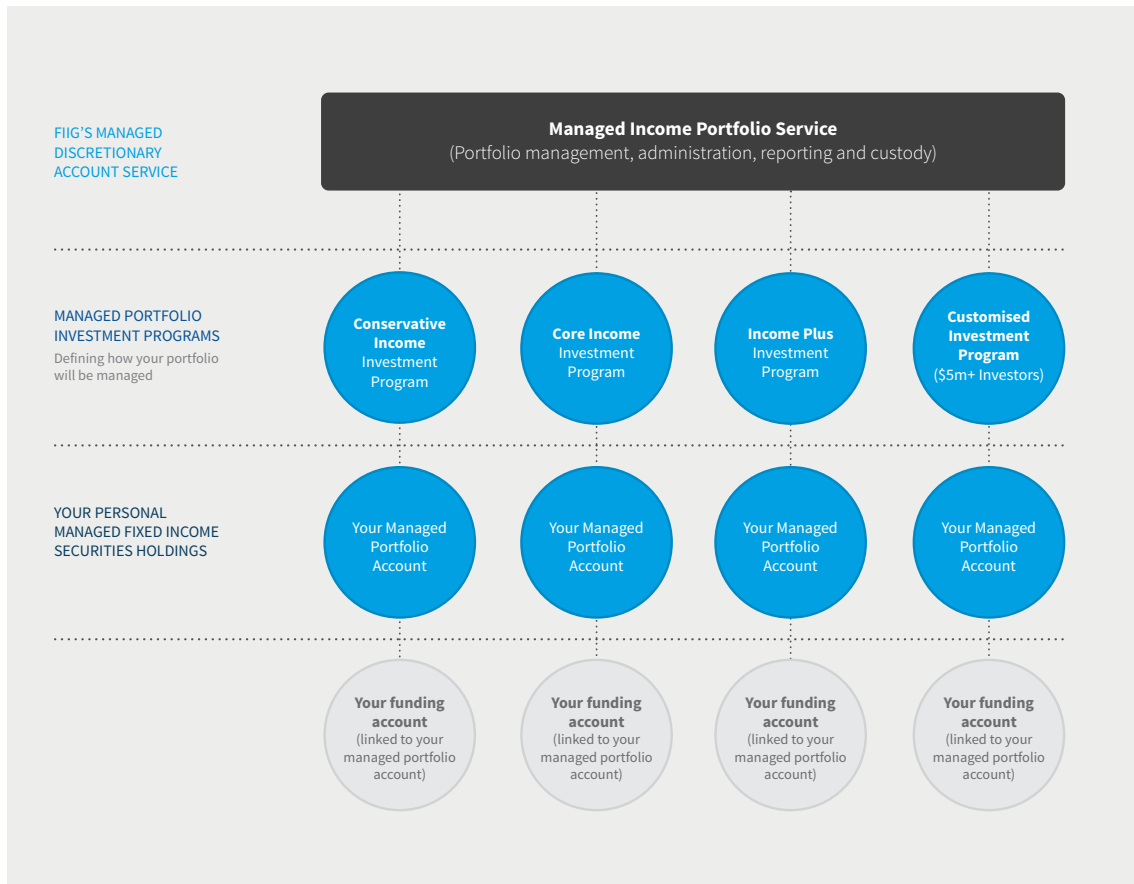 FIIG’S MANAGED
DISCRETIONARY
ACCOUNT SERVICE
Managed Income Portfolio Service
(Portfolio management, administration, reporting and custody)
MANAGED PORTFOLIO
INVESTMENT PROGRAMS
Defining how your portfolio
will be managed
Conservative
Income
Investment
Program
Core Income
Investment
Program
Income Plus
Investment
Program
Customised
Investment
Program
($5m+ Investors)
YOUR PERSONAL
MANAGED FIXED INCOME
SECURITIES HOLDINGS
Your Managed
Portfolio
Account
Your Managed
Portfolio
Account
Your Managed
Portfolio
Account
Your Managed
Portfolio
Account
Your funding
account
(linked to your
managed portfolio
account)
Your funding
account
(linked to your
managed portfolio
account)
Your funding
account
(linked to your
managed portfolio
account)
Your funding
account
(linked to your
managed portfolio
account)